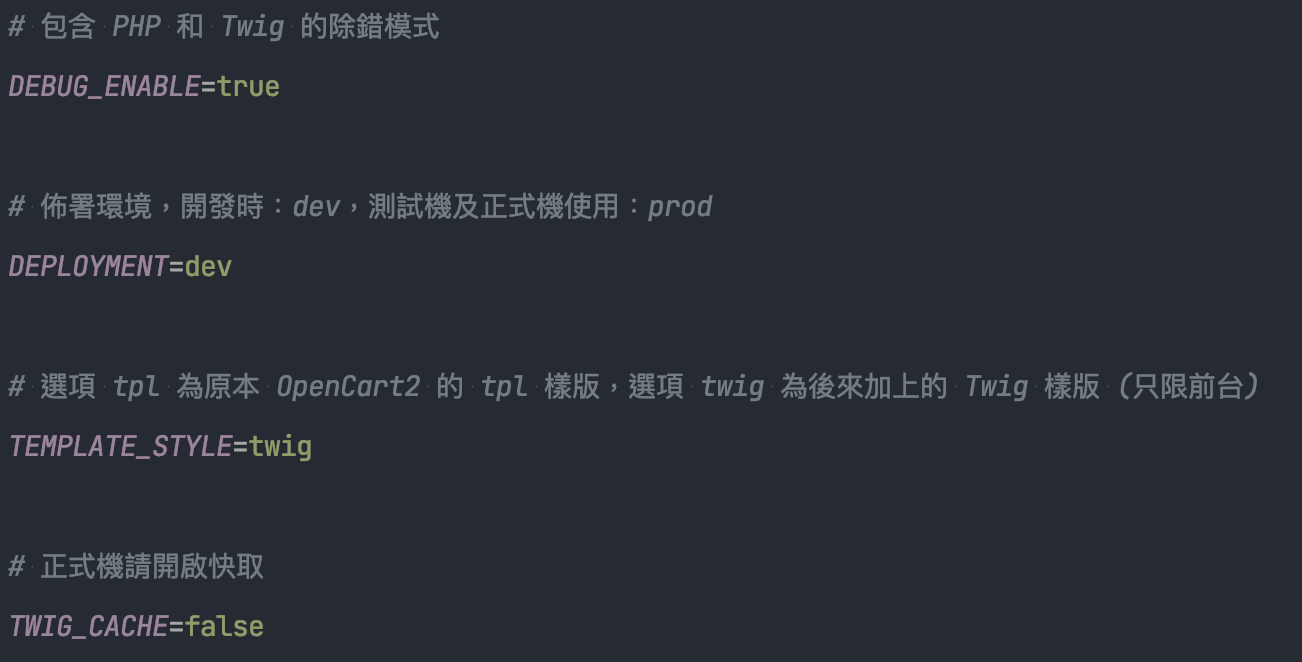 # 包含 PHP 和 Twig 的除錯模式
DEBUG_ENABLE=true
# 佈署環境，開發時：dev，測試機及正式機使用：prod
DEPLOYMENT=dev
# 選項 tpl 為原本 OpenCart2 的 tpl 樣版，選項 twig 為後來加上的 Twig 樣版 (只限前台)
TEMPLATE_STYLE=twig
# 正式機請開啟快取
TWIG_CACHE=false